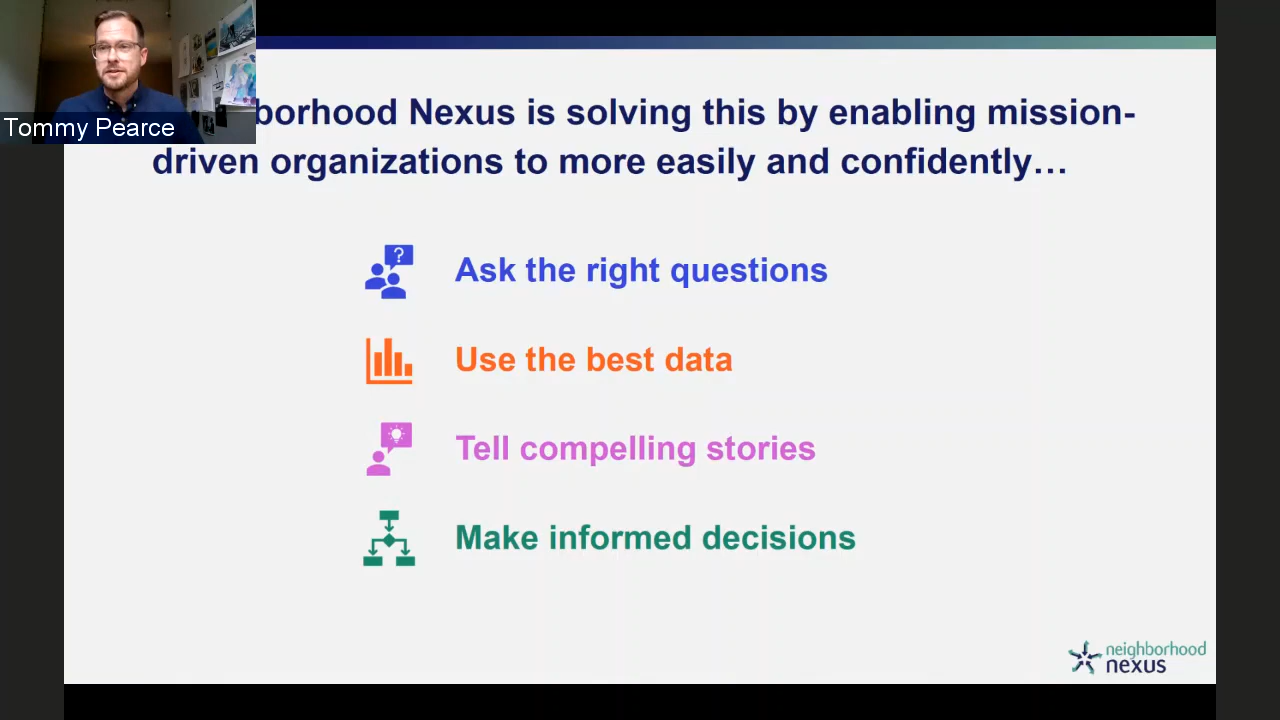 Tommy Pearce
borhood Nexus is solving this by enabling mission-
driven organizations to more easily and confidently…
?
Ask the right questions
Use the best data
Tell compelling stories
Make informed decisions
neighborhood
nexus